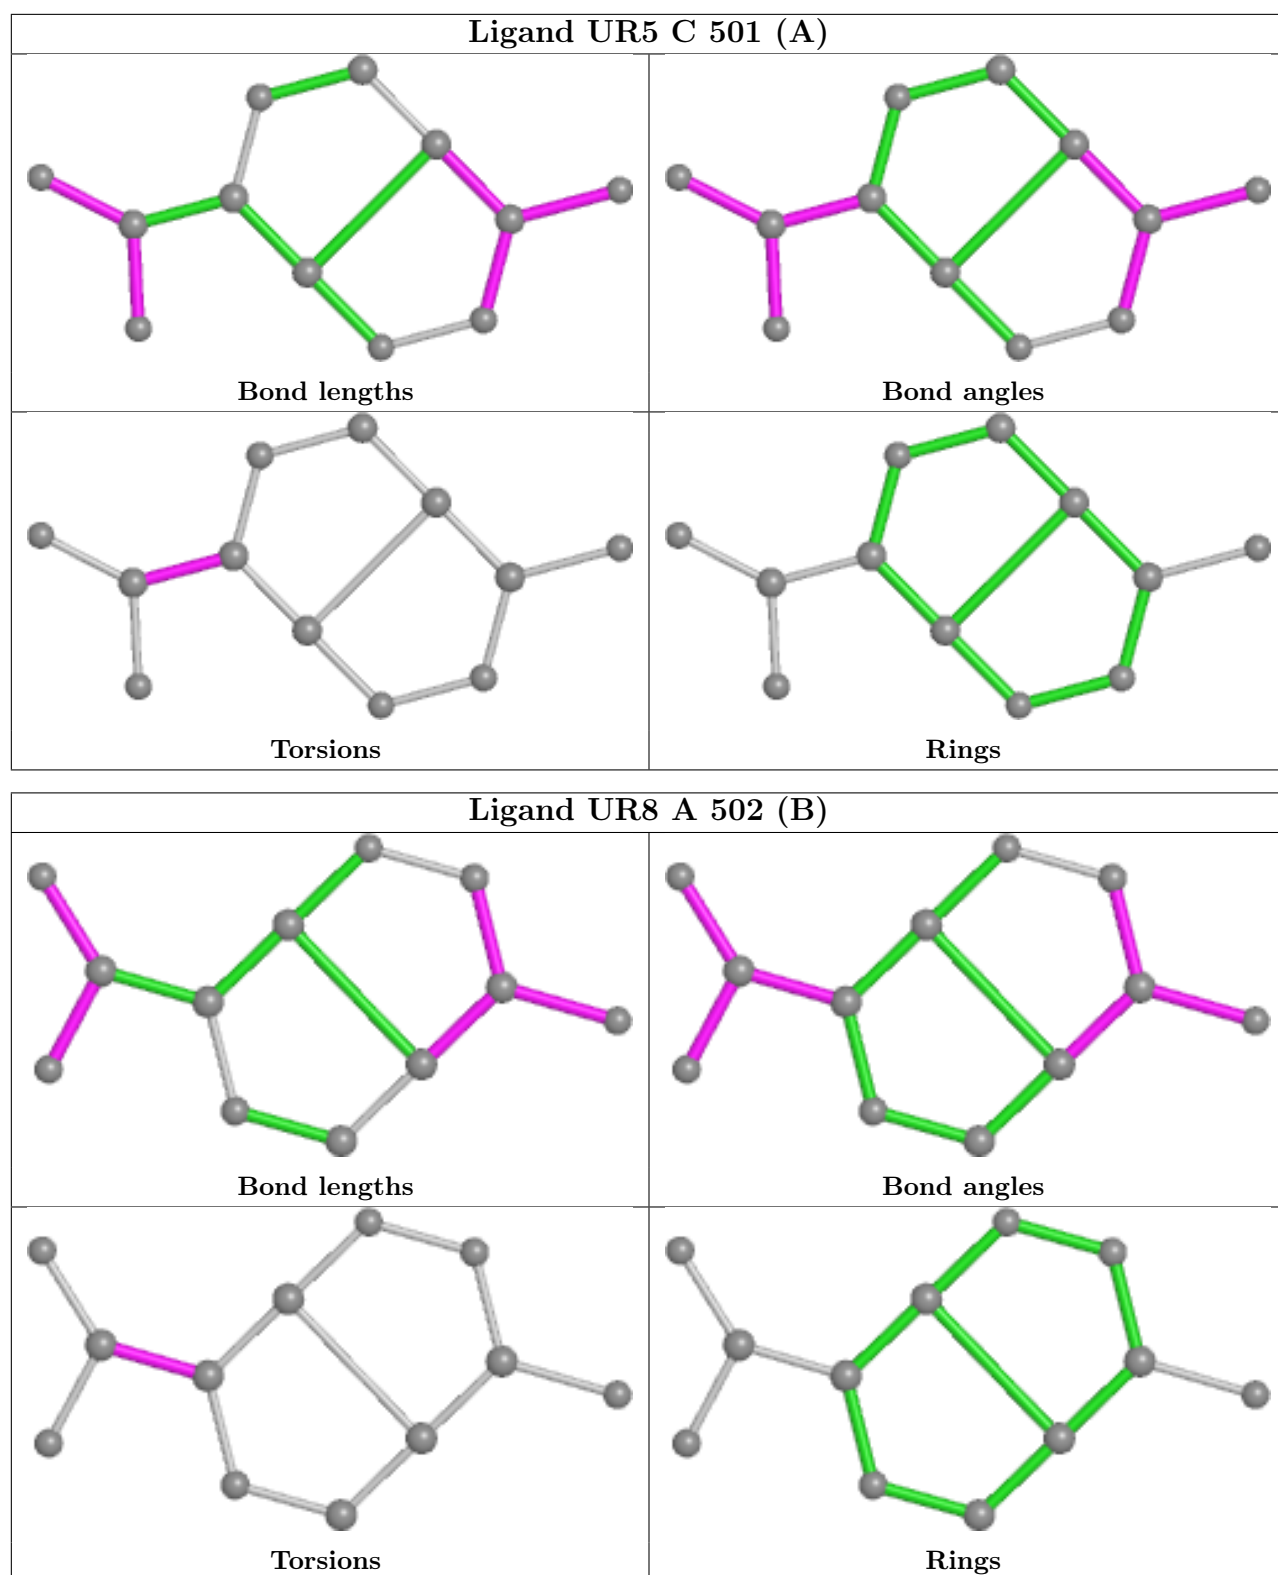 Ligand UR5 C 501 (A)
Bond lengths
Bond angles
Torsions
Rings
Ligand UR8 A 502 (B)
Bond lengths
Bond angles
Torsions
Rings